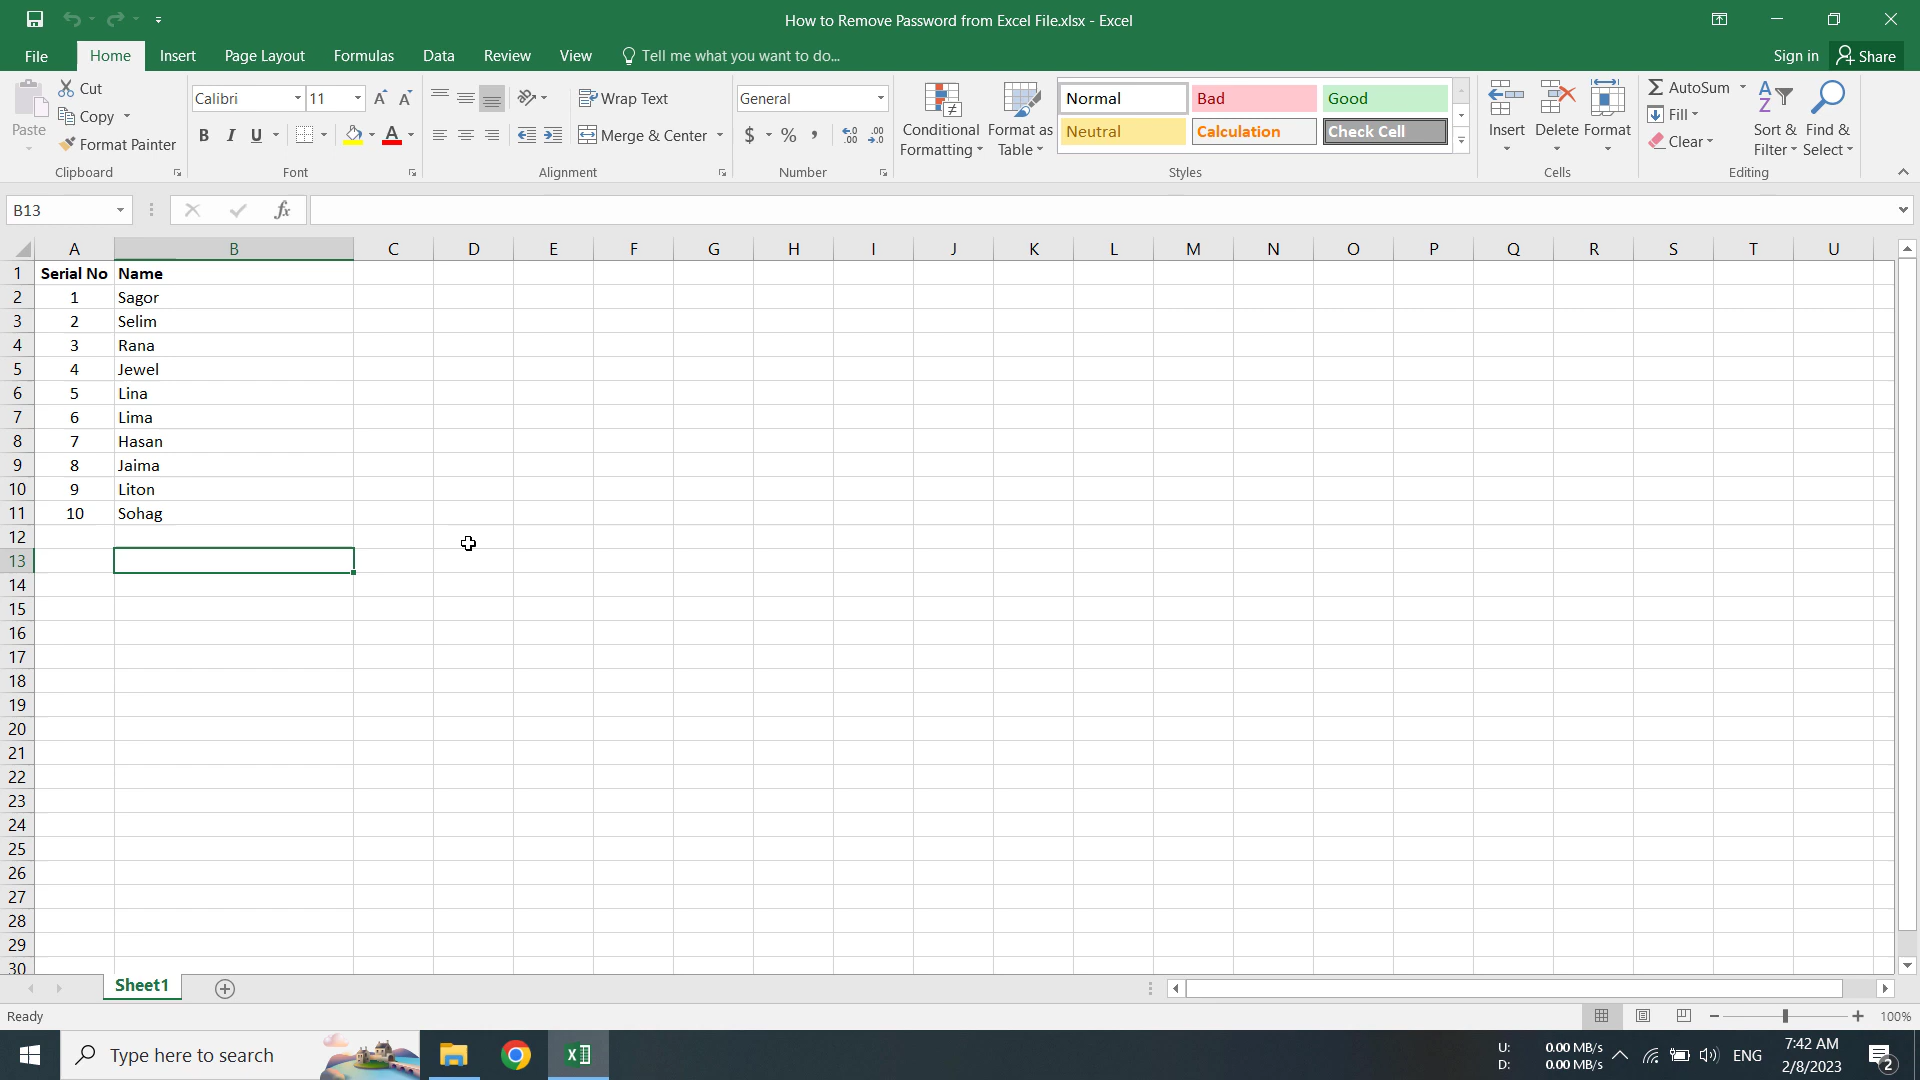 How to Remove Password from Excel File.xlsx - Excel
File Home Insert Page Layout Formulas Data Review View Tell me what you want to do... Sign in Share
Paste
Cut
Copy
Format Painter
Clipboard
Calibri 11
B I U
Font
Wrap Text
Merge & Center
Alignment
General
$ % ,
Number
Conditional Formatting
Format as Table
Normal Bad Good
Neutral Calculation Check Cell
Styles
Insert Delete Format
Cells
AutoSum
Fill
Clear
Sort & Filter
Find & Select
Editing
B13 fx
A B C D E F G H I J K L M N O P Q R S T U
1 Serial No Name
2 1 Sagor
3 2 Selim
4 3 Rana
5 4 Jewel
6 5 Lina
7 6 Lima
8 7 Hasan
9 8 Jaima
10 9 Liton
11 10 Sohag
12
13
14
15
16
17
18
19
20
21
22
23
24
25
26
27
28
29
30
Sheet1
Ready 100%
Type here to search
U: 0.00 MB/s
D: 0.00 MB/s
ENG
7:42 AM
2/8/2023
2